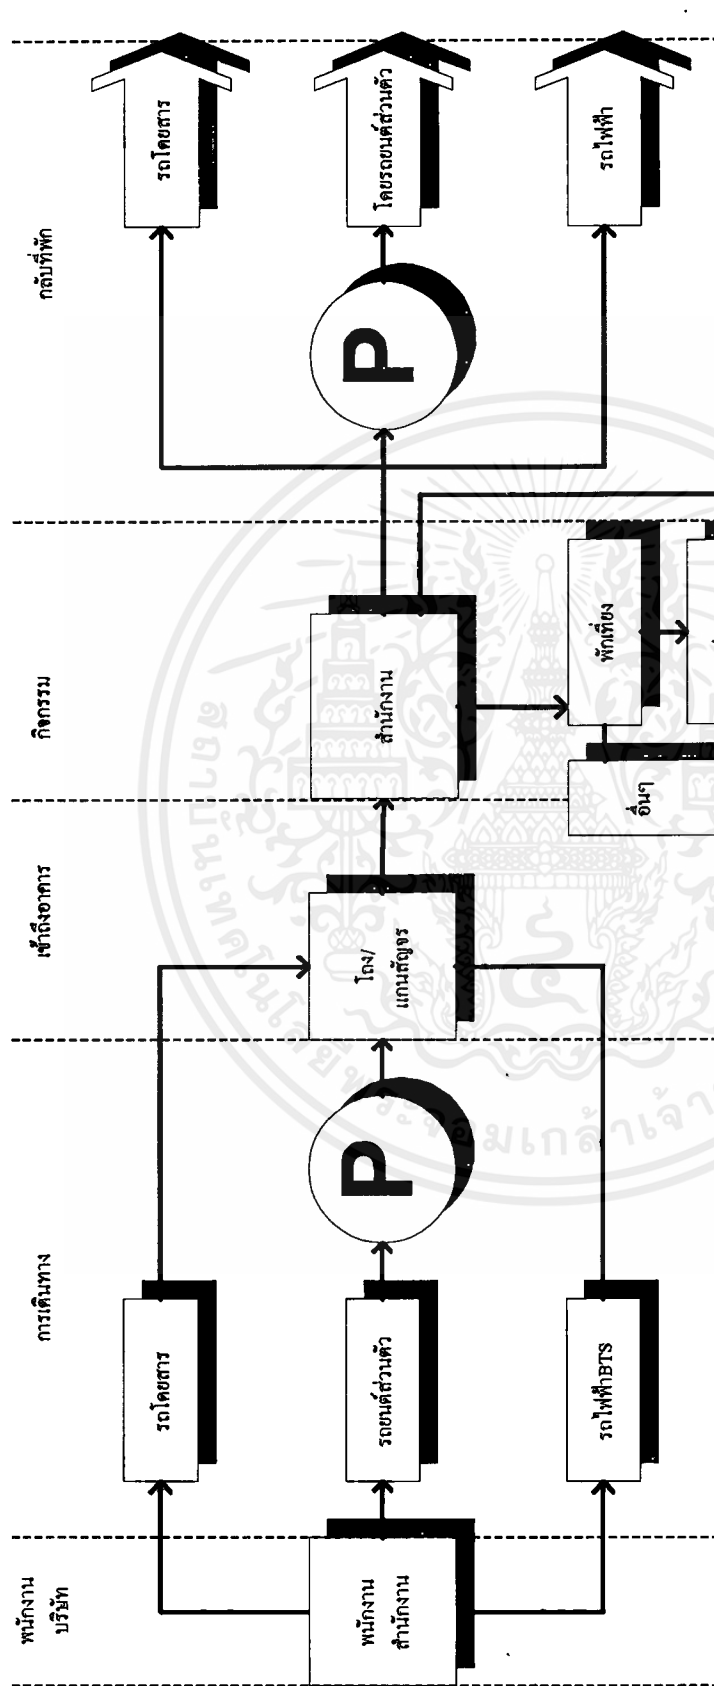 พนักงาน
บริษัท
การเดินทาง
เข้าถึงอาคาร
กิจกรรม
กลับที่พัก
รถโดยสาร
รถโดยสาร
พนักงาน
สำนักงาน
รถยนต์ส่วนตัว
P
โถง/
แกนสัญจร
สำนักงาน
P
โดยรถยนต์ส่วนตัว
รถไฟฟ้าBTS
อื่นๆ
พักเที่ยง
รถไฟฟ้า